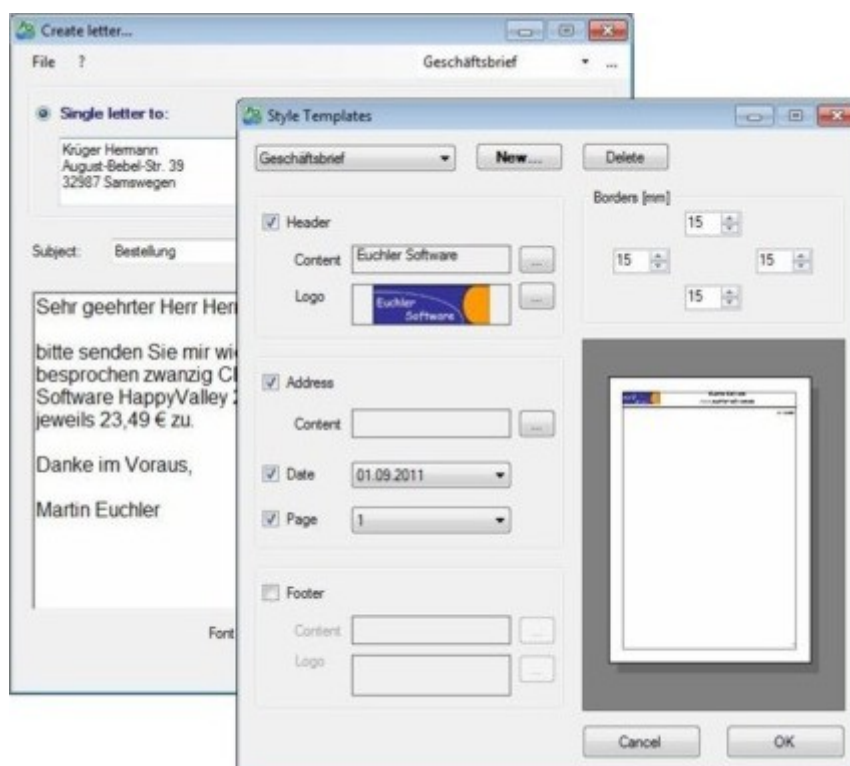 Create letter...
File ?
Geschäftsbrief ...
Single letter to:
Krüger Hermann
August-Bebel-Str. 39
32987 Samswegen
Subject: Bestellung
Sehr geehrter Herr
bitte senden Sie mir
besprochen zwanzig
Software HappyValley
jeweils 23,49 € zu.
Danke im Voraus,
Martin Euchler
Font
Style Templates
Geschäftsbrief New.... Delete
Header
Content Euchler Software ...
Logo Euchler Software ...
Address
Content ...
Date 01.09.2011
Page 1
Footer
Content ...
Logo ...
Borders [mm]
15
15 15
15
Cancel OK